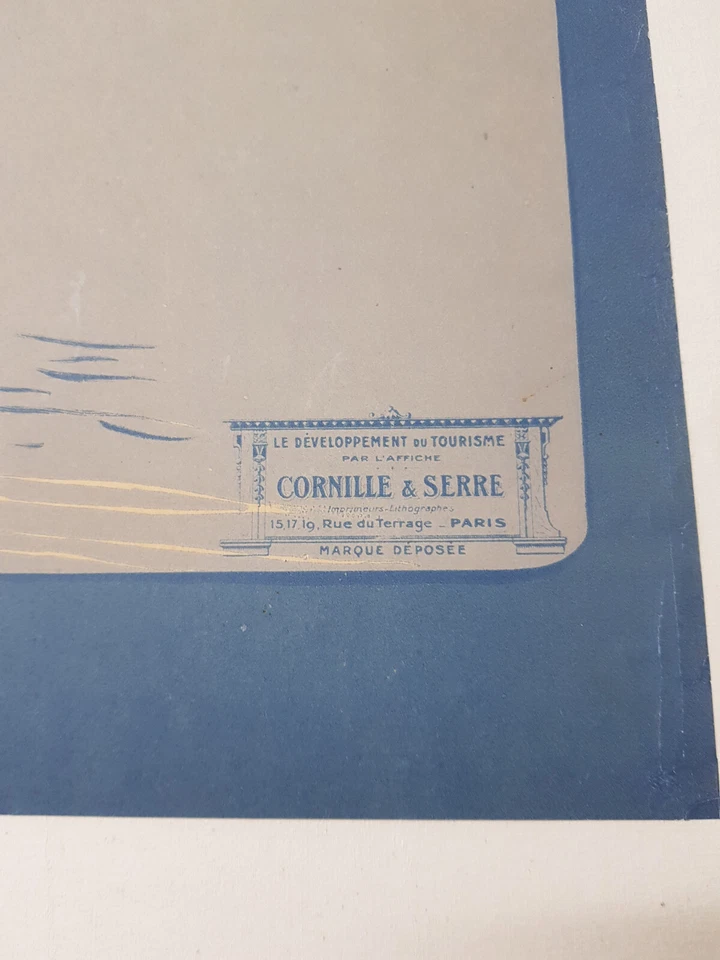 LE DÉVELOPPEMENT DU TOURISME
PAR L'AFFICHE
CORNILLE & SERRE
Imprimeurs-Lithographes
15, 17, 19, Rue du Terrage - PARIS
MARQUE DÉPOSÉE